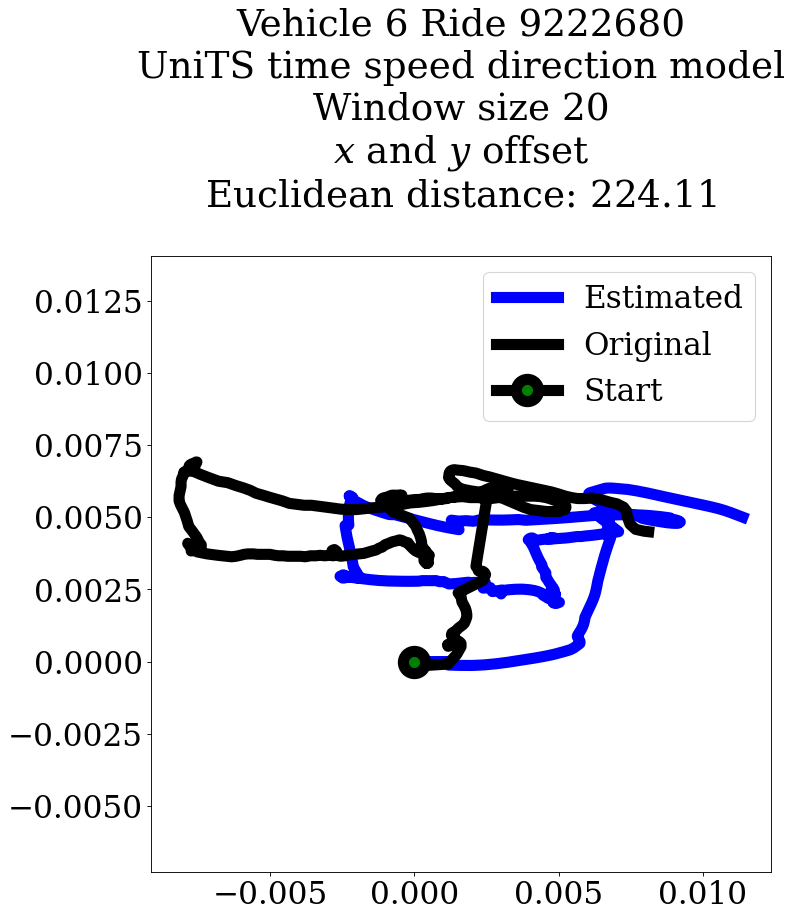 Vehicle 6 Ride 9222680
UniTS time speed direction model
Window size 20
x and y offset
Euclidean distance: 224.11
Estimated
Original
Start
0.0125
0.0100
0.0075
0.0050
0.0025
0.0000
−0.0025
−0.0050
−0.005 0.000 0.005 0.010